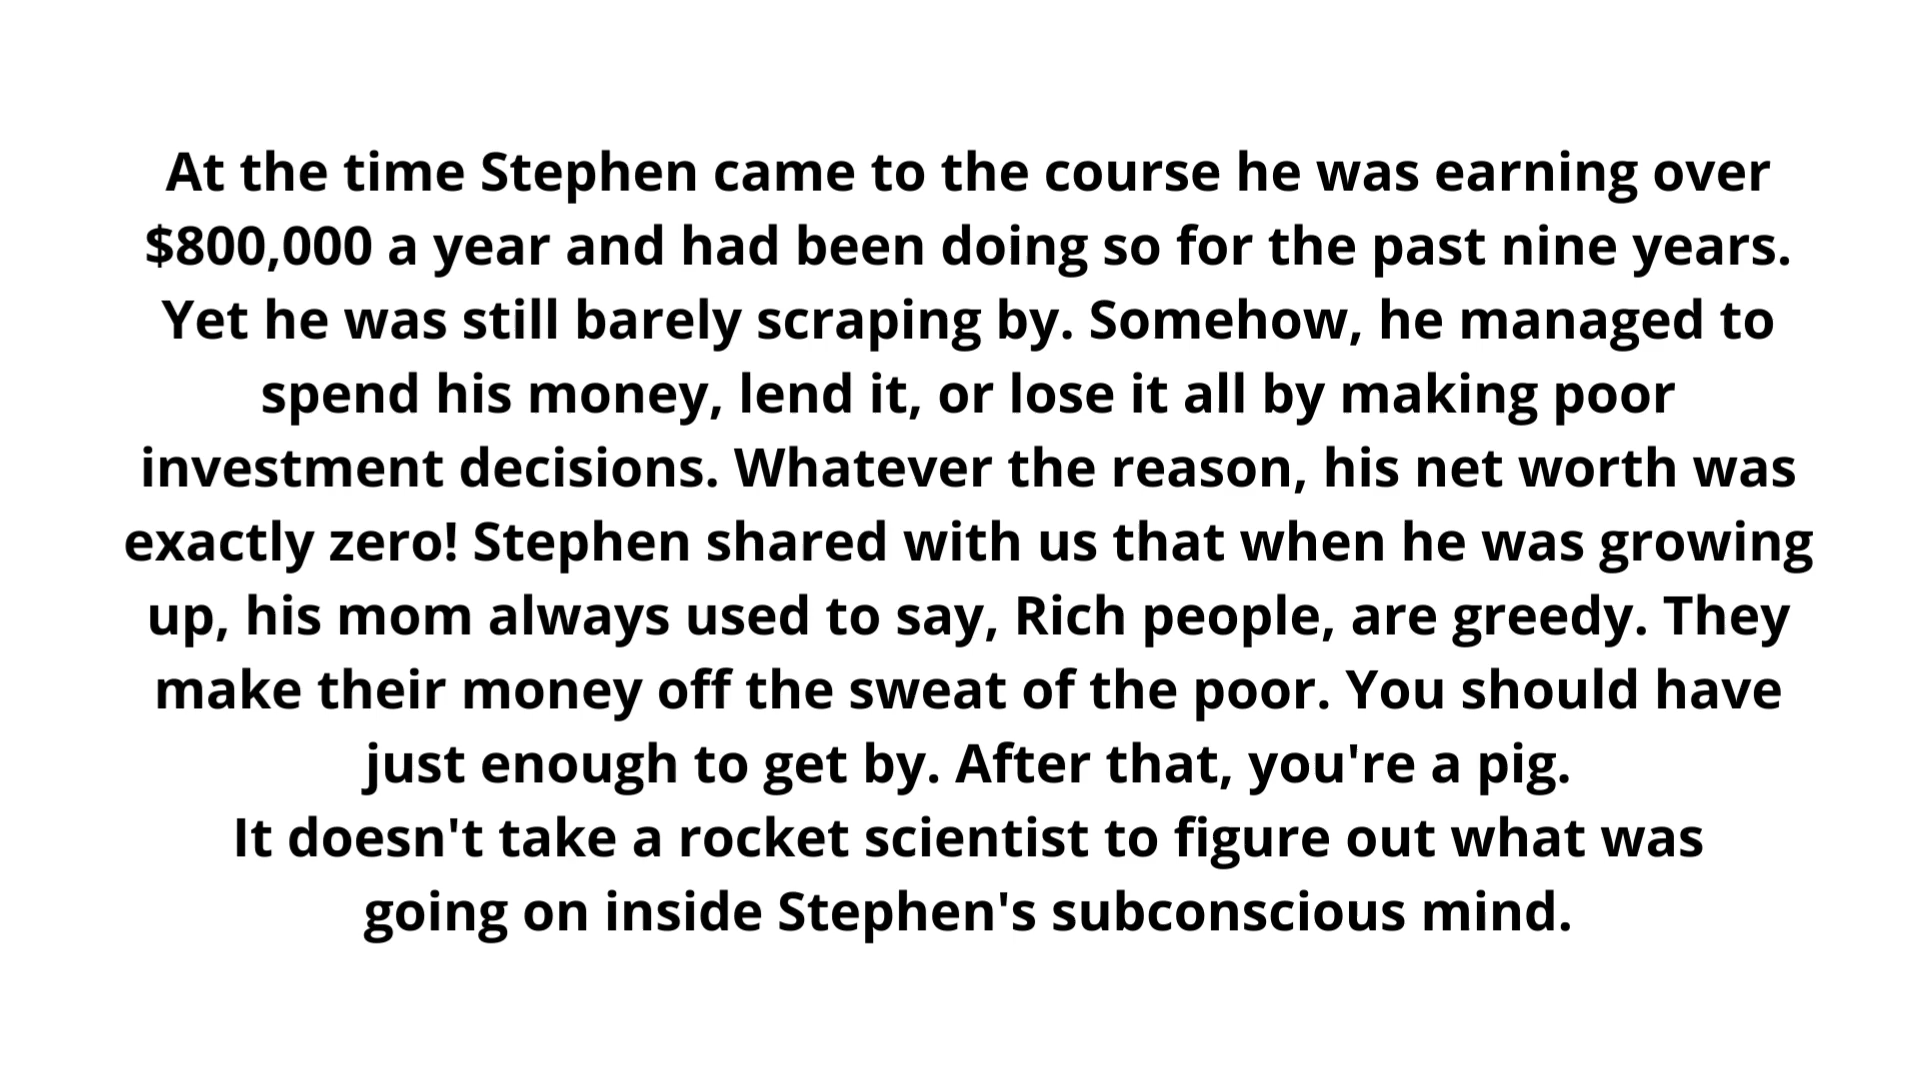 At the time Stephen came to the course he was earning over
$800,000 a year and had been doing so for the past nine years.
Yet he was still barely scraping by. Somehow, he managed to
spend his money, lend it, or lose it all by making poor
investment decisions. Whatever the reason, his net worth was
exactly zero! Stephen shared with us that when he was growing
up, his mom always used to say, Rich people, are greedy. They
make their money off the sweat of the poor. You should have
just enough to get by. After that, you're a pig.
It doesn't take a rocket scientist to figure out what was
going on inside Stephen's subconscious mind.